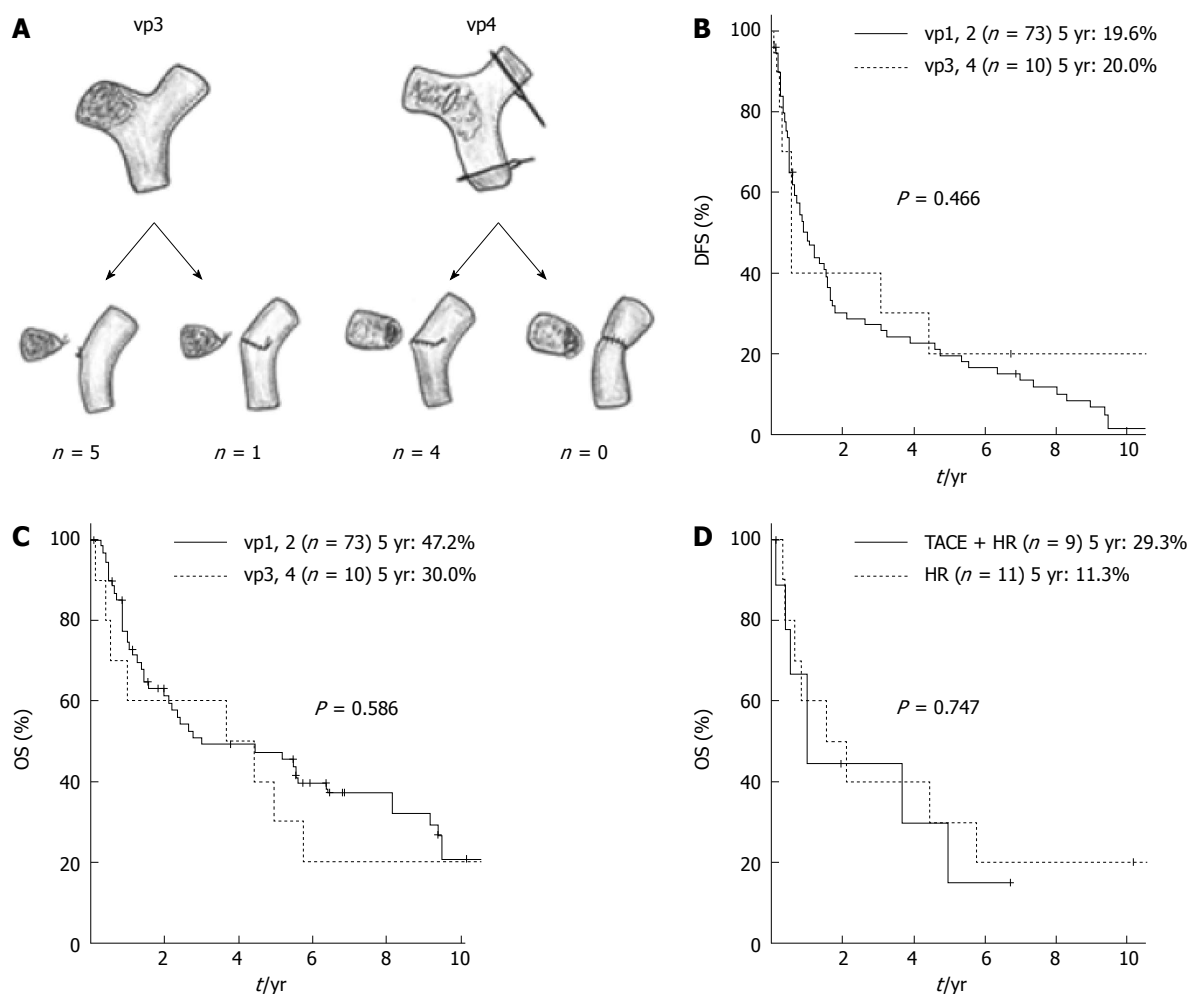 A
vp3
vp4
n = 5
n = 1
n = 4
n = 0
B
vp1, 2 (n = 73) 5 yr: 19.6%
vp3, 4 (n = 10) 5 yr: 20.0%
P = 0.466
DFS (%)
100
80
60
40
20
0
2
4
6
8
10
t/yr
C
vp1, 2 (n = 73) 5 yr: 47.2%
vp3, 4 (n = 10) 5 yr: 30.0%
P = 0.586
OS (%)
100
80
60
40
20
0
2
4
6
8
10
t/yr
D
TACE + HR (n = 9) 5 yr: 29.3%
HR (n = 11) 5 yr: 11.3%
P = 0.747
OS (%)
100
80
60
40
20
0
2
4
6
8
10
t/yr